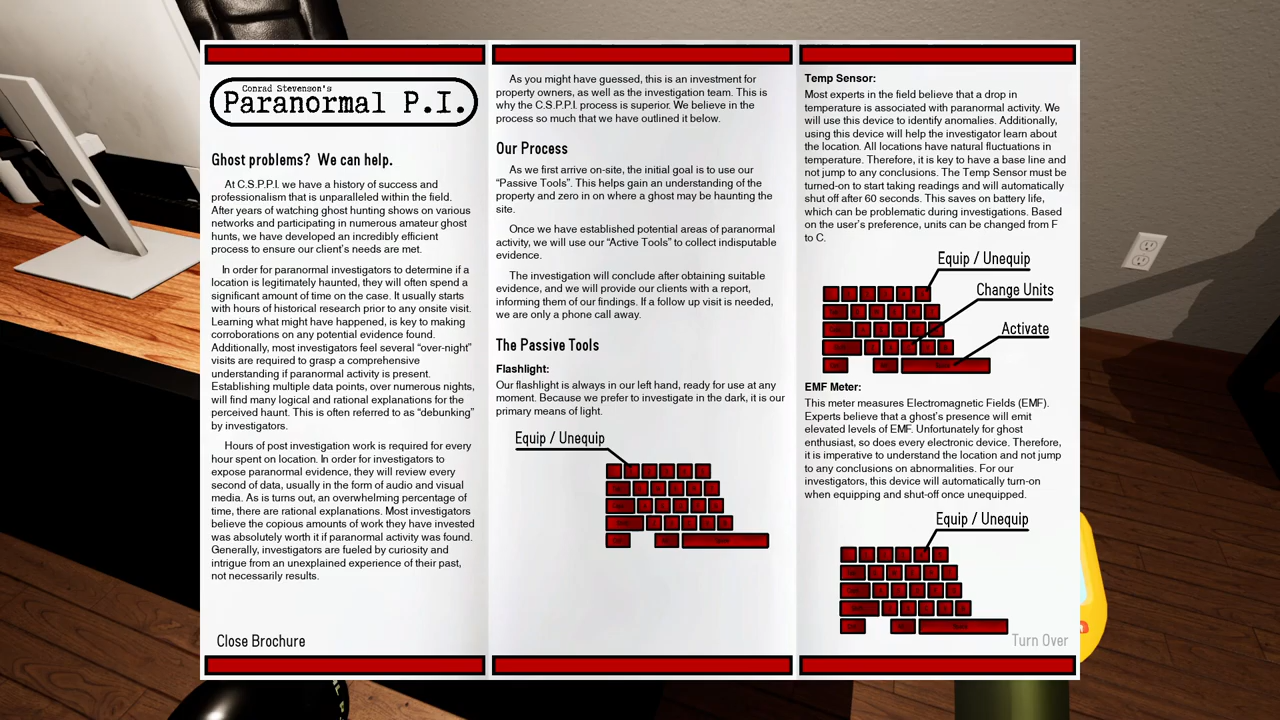 Conrad Stevenson's
Paranormal P.I.
Ghost problems? We can help.
At C.S.P.P.I. we have a history of success and
professionalism that is unparalleled within the field.
After years of watching ghost hunting shows on various
networks and participating in numerous amateur ghost
hunts, we have developed an incredibly efficient
process to ensure our client's needs are met.
In order for paranormal investigators to determine if a
location is legitimately haunted, they will often spend a
significant amount of time on the case. It usually starts
with hours of historical research prior to any onsite visit.
Learning what might have happened, is key to making
corroborations on any potential evidence found.
Additionally, most investigators feel several “over-night”
visits are required to grasp a comprehensive
understanding if paranormal activity is present.
Establishing multiple data points, over numerous nights,
will find many logical and rational explanations for the
perceived haunt. This is often referred to as “debunking”
by investigators.
Hours of post investigation work is required for every
hour spent on location. In order for investigators to
expose paranormal evidence, they will review every
second of data, usually in the form of audio and visual
media. As is turns out, an overwhelming percentage of
time, there are rational explanations. Most investigators
believe the copious amounts of work they have invested
was absolutely worth it if paranormal activity was found.
Generally, investigators are fueled by curiosity and
intrigue from an unexplained experience of their past,
not necessarily results.
Close Brochure
As you might have guessed, this is an investment for
property owners, as well as the investigation team. This is
why the C.S.P.P.I. process is superior. We believe in the
process so much that we have outlined it below.
Our Process
As we first arrive on-site, the initial goal is to use our
“Passive Tools”. This helps gain an understanding of the
property and zero in on where a ghost may be haunting the
site.
Once we have established potential areas of paranormal
activity, we will use our “Active Tools” to collect indisputable
evidence.
The investigation will conclude after obtaining suitable
evidence, and we will provide our clients with a report,
informing them of our findings. If a follow up visit is needed,
we are only a phone call away.
The Passive Tools
Flashlight:
Our flashlight is always in our left hand, ready for use at any
moment. Because we prefer to investigate in the dark, it is our
primary means of light.
Equip / Unequip
Temp Sensor:
Most experts in the field believe that a drop in
temperature is associated with paranormal activity. We
will use this device to identify anomalies. Additionally,
using this device will help the investigator learn about
the location. All locations have natural fluctuations in
temperature. Therefore, it is key to have a base line and
not jump to any conclusions. The Temp Sensor must be
turned-on to start taking readings and will automatically
shut off after 60 seconds. This saves on battery life,
which can be problematic during investigations. Based
on the user's preference, units can be changed from F
to C.
Equip / Unequip
Change Units
Activate
EMF Meter:
This meter measures Electromagnetic Fields (EMF).
Experts believe that a ghost's presence will emit
elevated levels of EMF. Unfortunately for ghost
enthusiast, so does every electronic device. Therefore,
it is imperative to understand the location and not jump
to any conclusions on abnormalities. For our
investigators, this device will automatically turn-on
when equipping and shut-off once unequipped.
Equip / Unequip
Turn Over